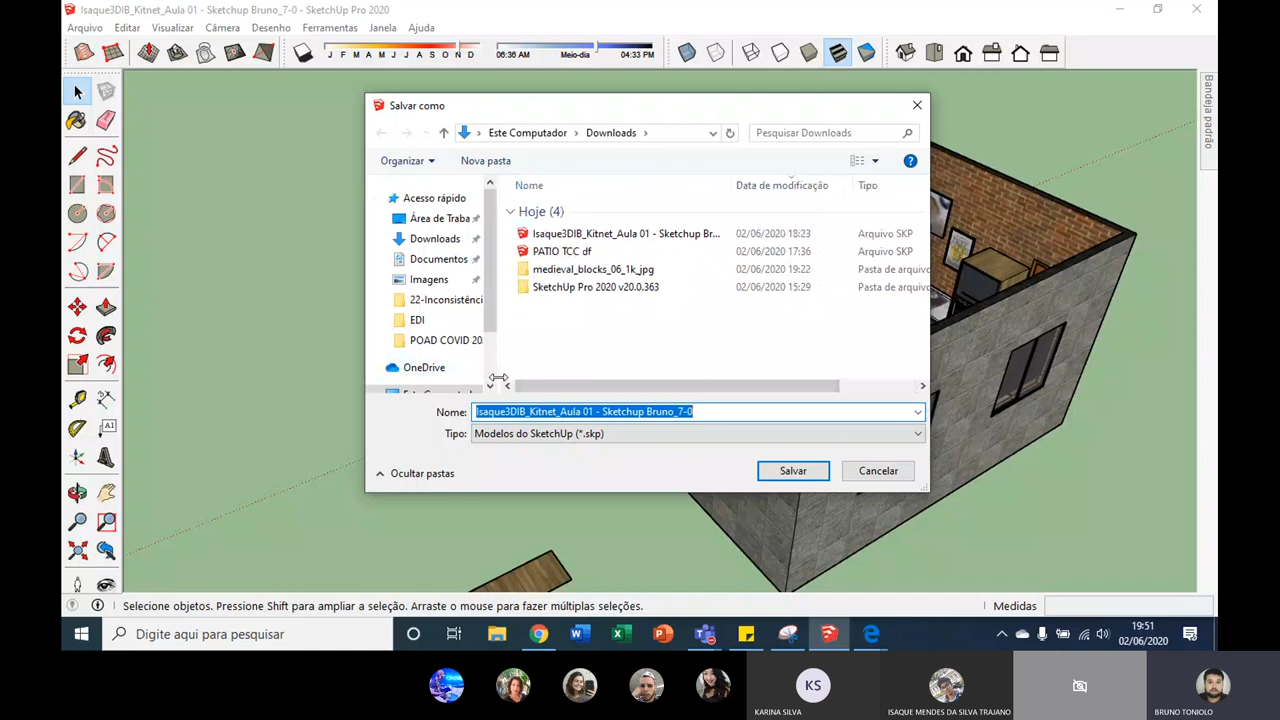 Isaque3DIB_Kitnet_Aula 01 - Sketchup Bruno_7-0 - SketchUp Pro 2020
Arquivo Editar Visualizar Câmera Desenho Ferramentas Janela Ajuda
J F M A M J J A S O N D
06:36 AM Meio-dia 04:33 PM
Bandeja padrão
Salvar como
Este Computador > Downloads >
Pesquisar Downloads
Organizar
Nova pasta
Nome Data de modificação Tipo
Hoje (4)
Isaque3DIB_Kitnet_Aula 01 - Sketchup Br... 02/06/2020 18:23 Arquivo SKP
PATIO TCC df 02/06/2020 17:36 Arquivo SKP
medieval_blocks_06_1k_jpg 02/06/2020 19:22 Pasta de arquivo
SketchUp Pro 2020 v20.0.363 02/06/2020 15:29 Pasta de arquivo
Acesso rápido
Área de Traba
Downloads
Documentos
Imagens
22-Inconsistênci
EDI
POAD COVID 20
OneDrive
Este Computad
Nome: Isaque3DIB_Kitnet_Aula 01 - Sketchup Bruno_7-0
Tipo: Modelos do SketchUp (*.skp)
Ocultar pastas
Salvar
Cancelar
A1
Selecione objetos. Pressione Shift para ampliar a seleção. Arraste o mouse para fazer múltiplas seleções.
Medidas
Digite aqui para pesquisar
19:51
02/06/2020
KS
KARINA SILVA
ISAQUE MENDES DA SILVA TRAJANO
BRUNO TONIOLO